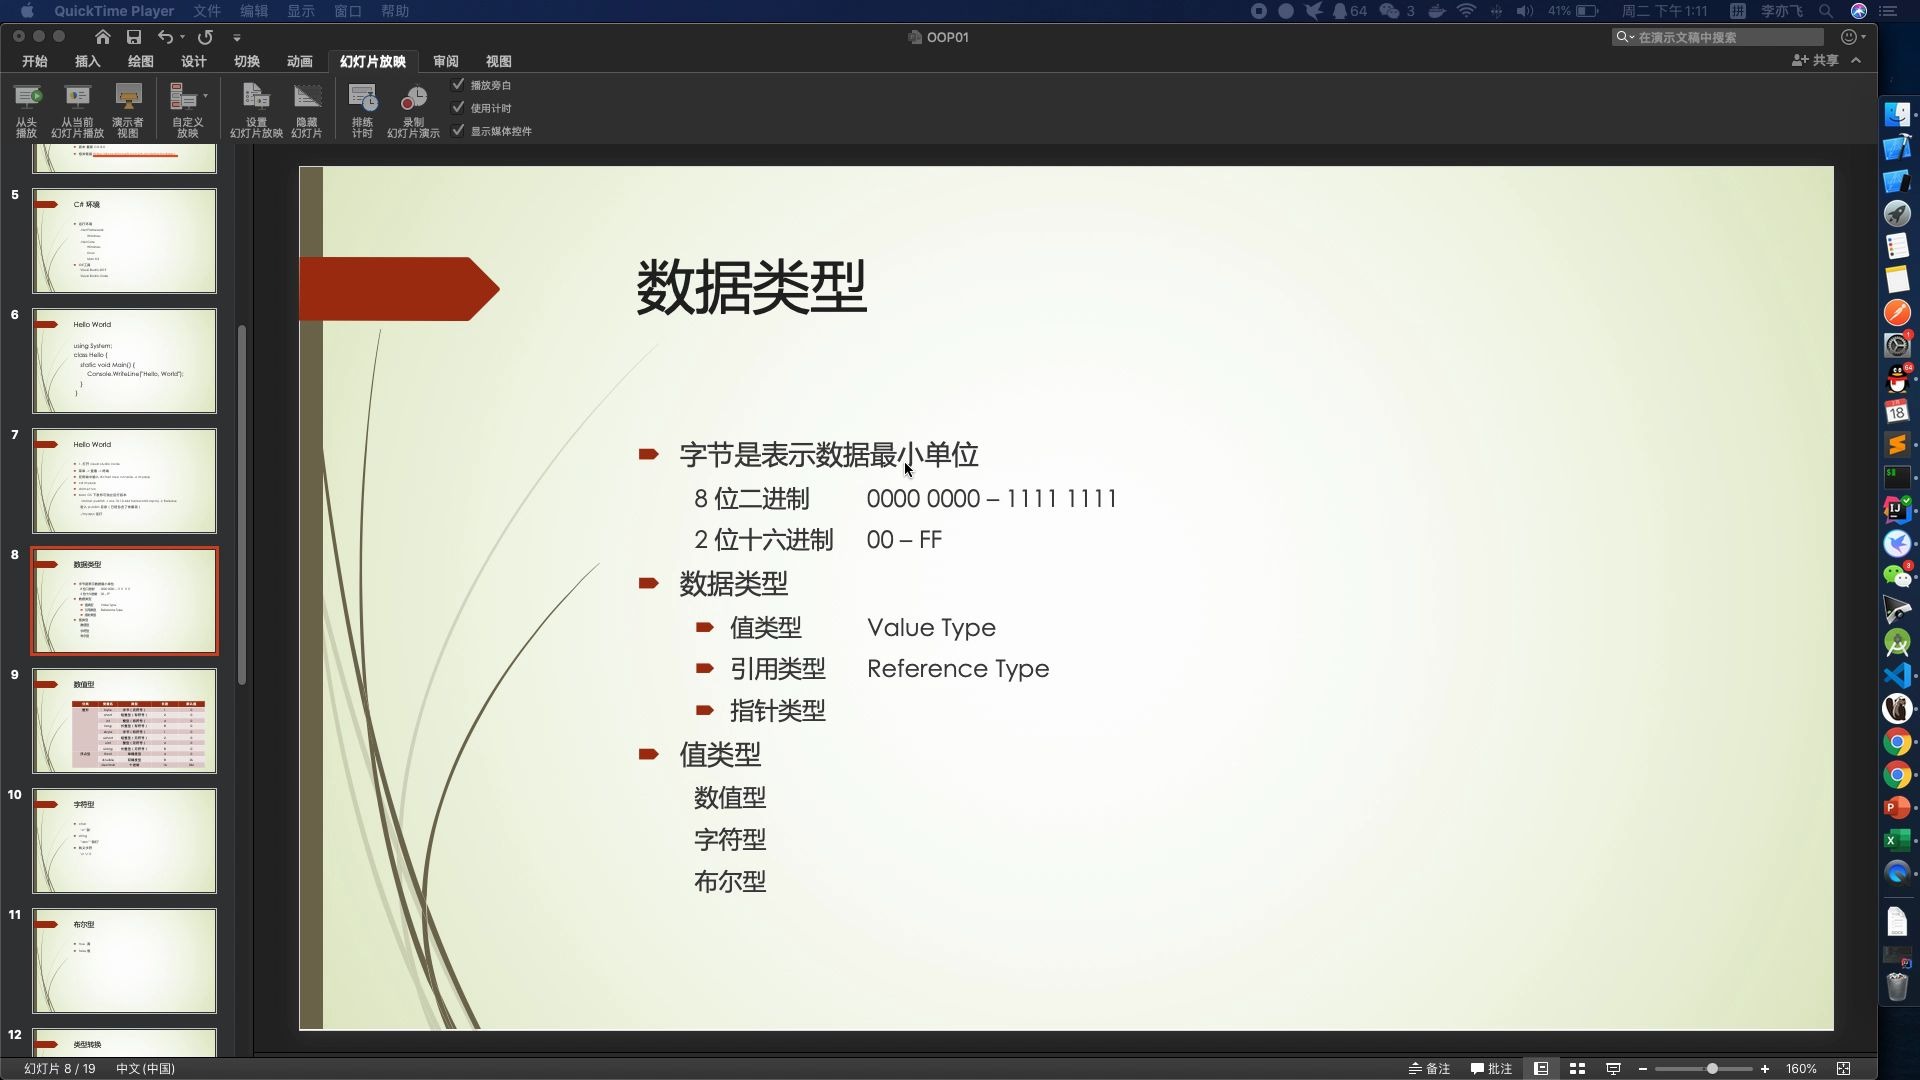 QuickTime Player 文件 编辑 显示 窗口 帮助 64 3 41% 周二 下午1:11 拼 李亦飞
OOP01 在演示文稿中搜索
开始 插入 绘图 设计 切换 动画 幻灯片放映 审阅 视图 共享
从头播放 从当前幻灯片播放 演示者视图 自定义放映 设置幻灯片放映 隐藏幻灯片 排练计时 录制幻灯片演示
播放旁白
使用计时
显示媒体控件
5
C# 环境
6
Hello World
using System;
class Hello {
static void Main() {
Console.WriteLine("Hello, World");
}
}
7
Hello World
8
数据类型
9
数值型
10
字符型
11
布尔型
12
类型转换
数据类型
字节是表示数据最小单位
8 位二进制 0000 0000 – 1111 1111
2 位十六进制 00 – FF
数据类型
值类型 Value Type
引用类型 Reference Type
指针类型
值类型
数值型
字符型
布尔型
幻灯片 8 / 19 中文(中国) 备注 批注 160%